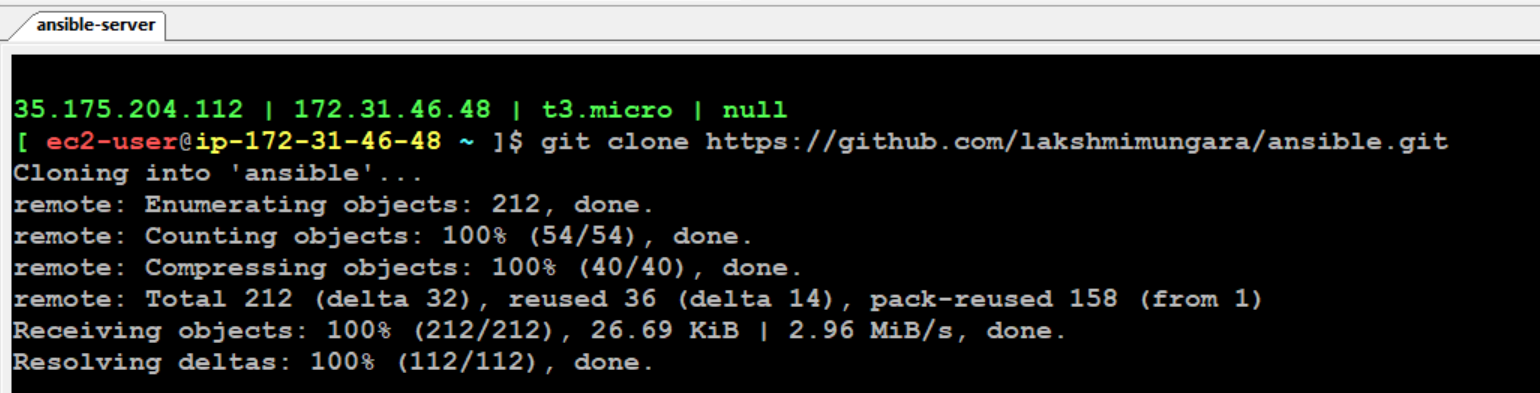 ansible-server
35.175.204.112 | 172.31.46.48 | t3.micro | null
[ ec2-user@ip-172-31-46-48 ~ ]$ git clone https://github.com/lakshmimungara/ansible.git
Cloning into 'ansible'...
remote: Enumerating objects: 212, done.
remote: Counting objects: 100% (54/54), done.
remote: Compressing objects: 100% (40/40), done.
remote: Total 212 (delta 32), reused 36 (delta 14), pack-reused 158 (from 1)
Receiving objects: 100% (212/212), 26.69 KiB | 2.96 MiB/s, done.
Resolving deltas: 100% (112/112), done.